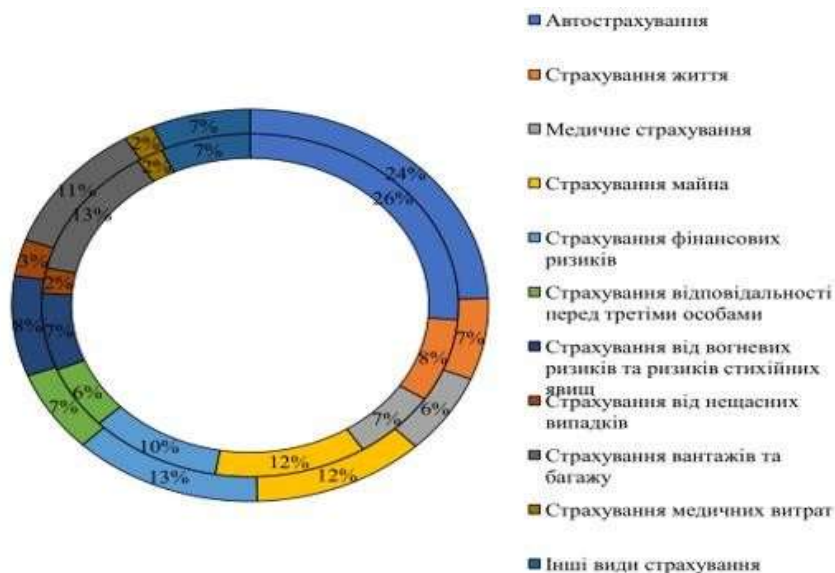 Автострахування
Страхування життя
Медичне страхування
Страхування майна
Страхування фінансових
ризиків
Страхування відповідальності
перед третіми особами
Страхування від вогневих
ризиків та ризиків стихійних
явищ
Страхування від нещасних
випадків
Страхування вантажів та
багажу
Страхування медичних витрат
Інші види страхування
7%
2%
7%
2%
24%
11%
26%
13%
3%
2%
8%
7%
7%
8%
6%
7%
7%
6%
10%
12%
13%
12%